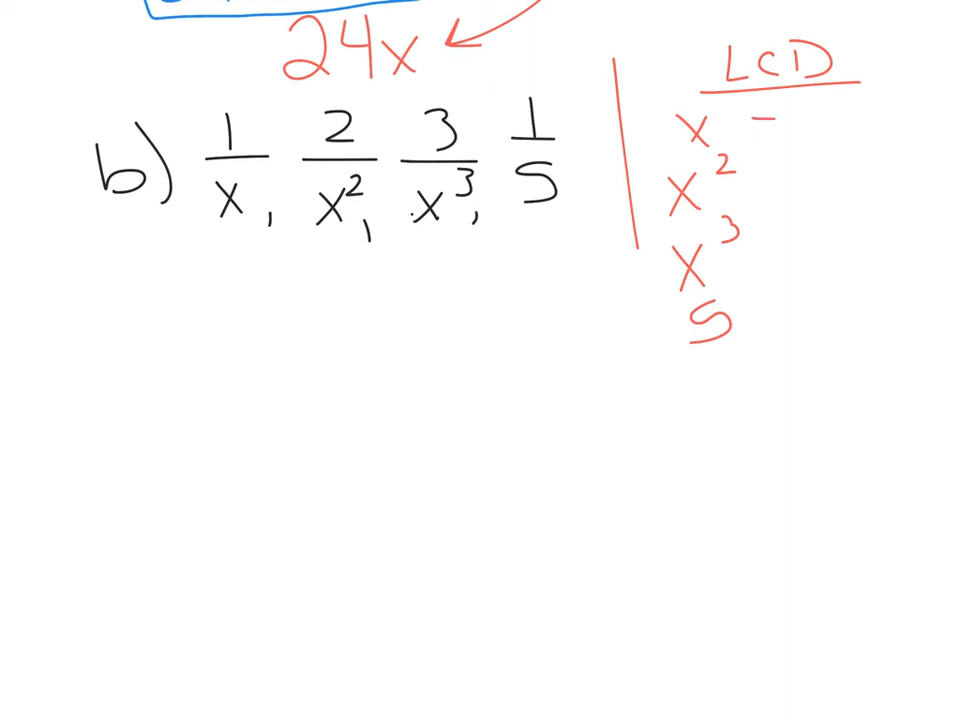 24x
LCD
b) 1/x, 2/x², 3/x³, 1/5
x =
x²
x³
5